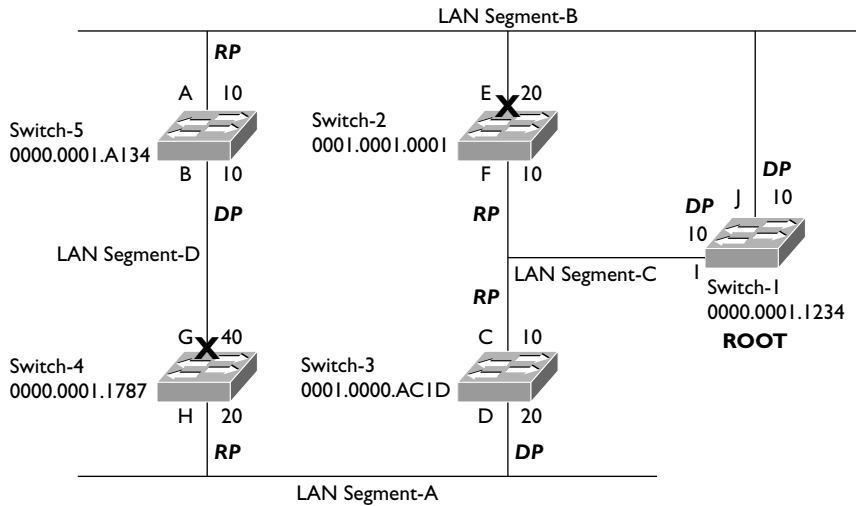 LAN Segment-B
RP
A 10
Switch-5
0000.0001.A134
B 10
DP
LAN Segment-D
G X 40
Switch-4
0000.0001.1787
H 20
RP
E X 20
Switch-2
0001.0001.0001
F 10
RP
LAN Segment-C
RP
C 10
Switch-3
0001.0000.AC1D
D 20
DP
DP
J 10
DP
10
I
Switch-1
0000.0001.1234
ROOT
LAN Segment-A